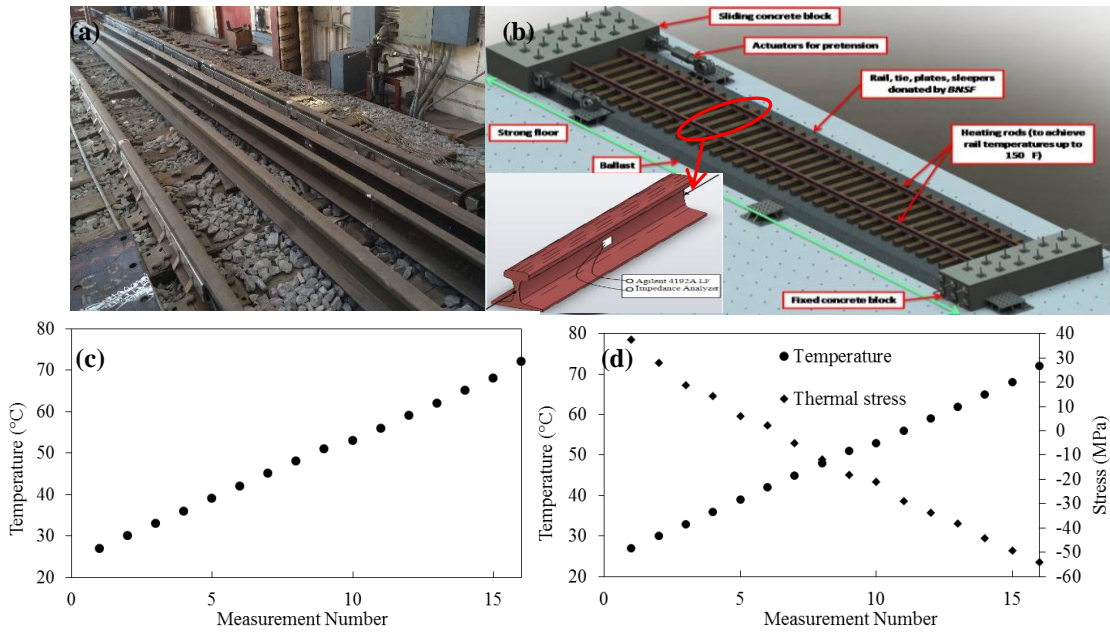 (a)
(b)
Sliding concrete block
Actuators for pretension
Rail, tie, plates, sleepers
donated by BNSF
Strong floor
Heating rods (to achieve
rail temperatures up to
150 F)
Ballast
Agilent 4192A LF
Impedance Analyzer
Fixed concrete block
(c)
80
70
60
50
40
30
20
Temperature (°C)
0
5
10
15
Measurement Number
(d)
Temperature
Thermal stress
80
70
60
50
40
30
20
Temperature (°C)
40
30
20
10
0
-10
-20
-30
-40
-50
-60
Stress (MPa)
0
5
10
15
Measurement Number